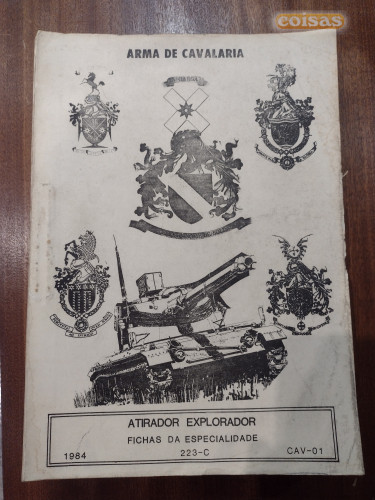 coisas
ARMA DE CAVALARIA
ATIRADOR EXPLORADOR
FICHAS DA ESPECIALIDADE
1984 223-C CAV-01